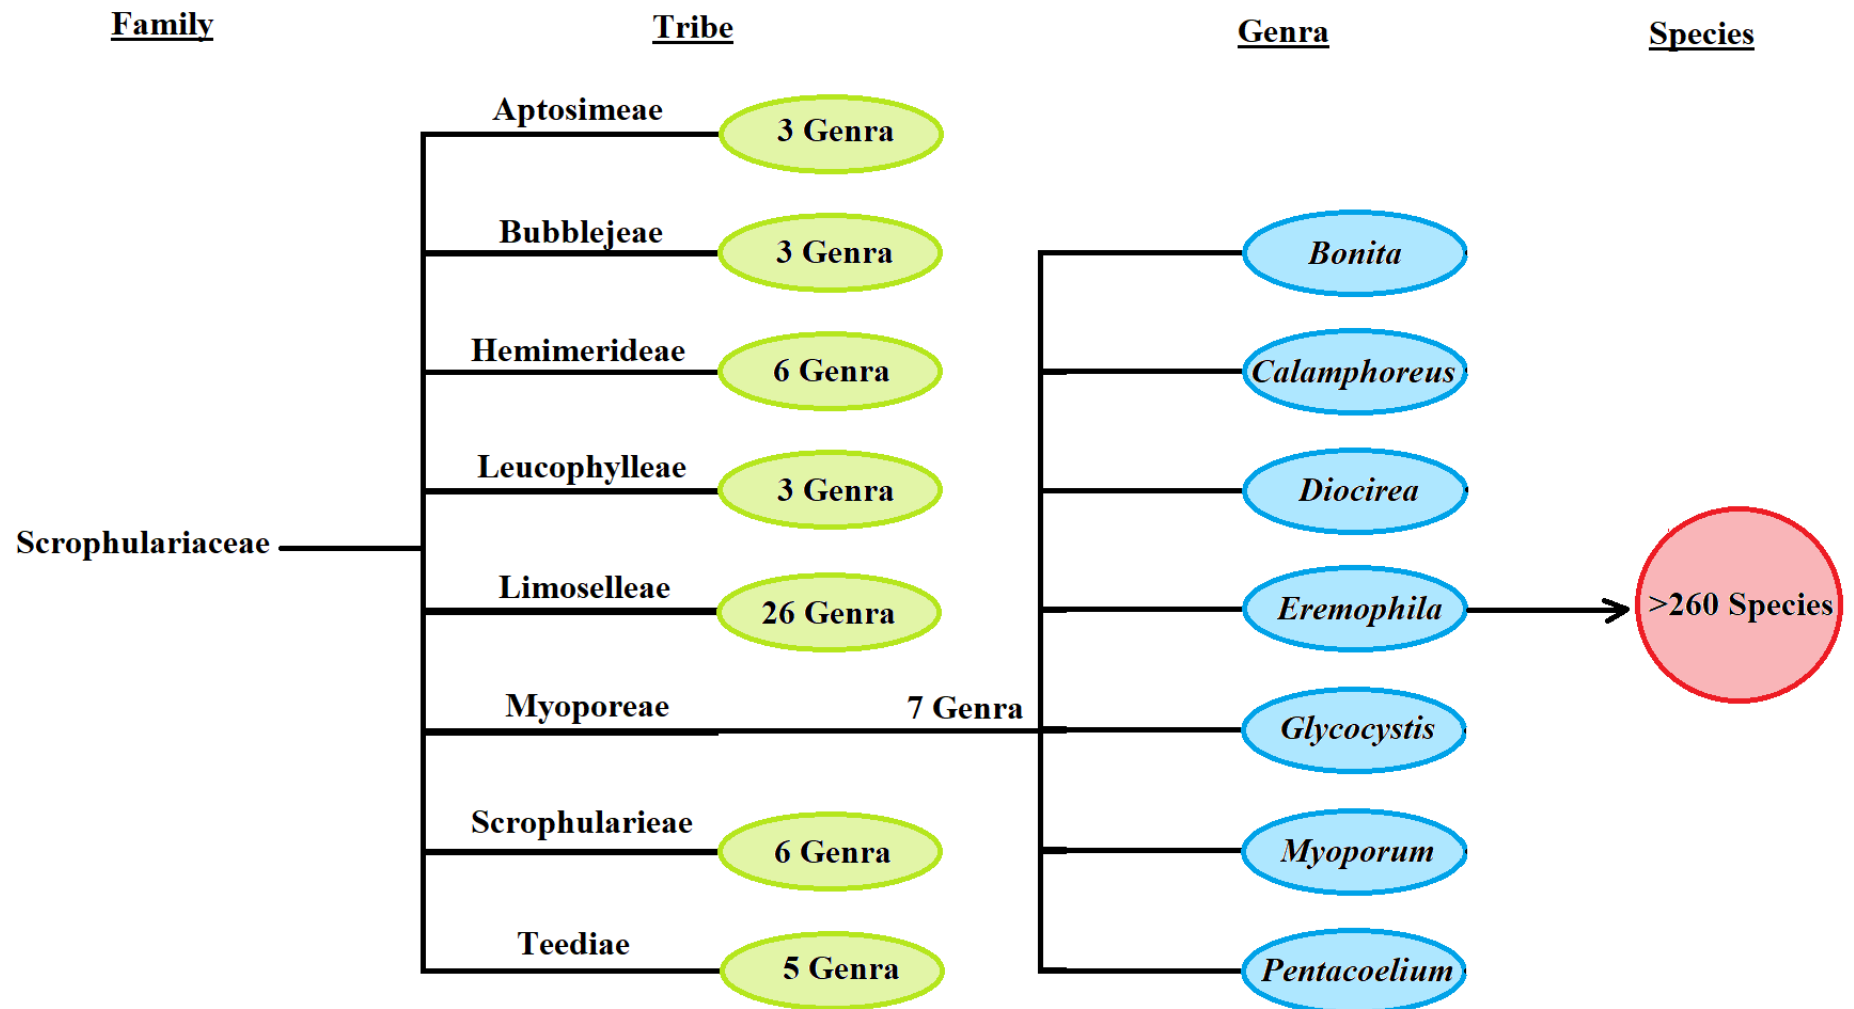 Family
Tribe
Genra
Species
Aptosimeae
3 Genra
Bubblejeae
3 Genra
Bonita
Hemimerideae
6 Genra
Calamphoreus
Leucophylleae
3 Genra
Diocirea
Scrophulariaceae
Limoselleae
26 Genra
Eremophila
>260 Species
Myoporeae
7 Genra
Glycocystis
Scrophularieae
6 Genra
Myoporum
Teediae
5 Genra
Pentacoelium